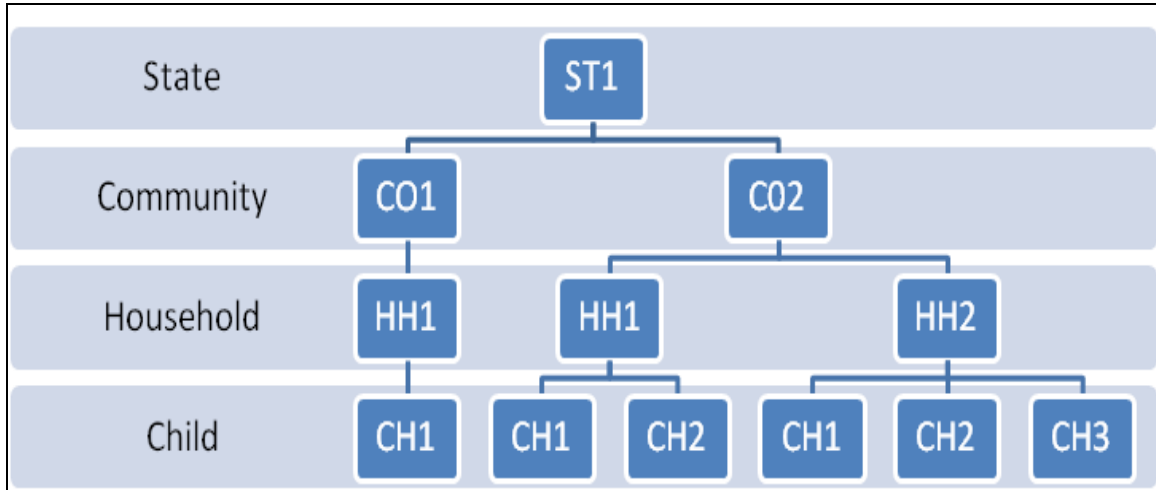 State ST1
Community CO1 C02
Household HH1 HH1 HH2
Child CH1 CH1 CH2 CH1 CH2 CH3